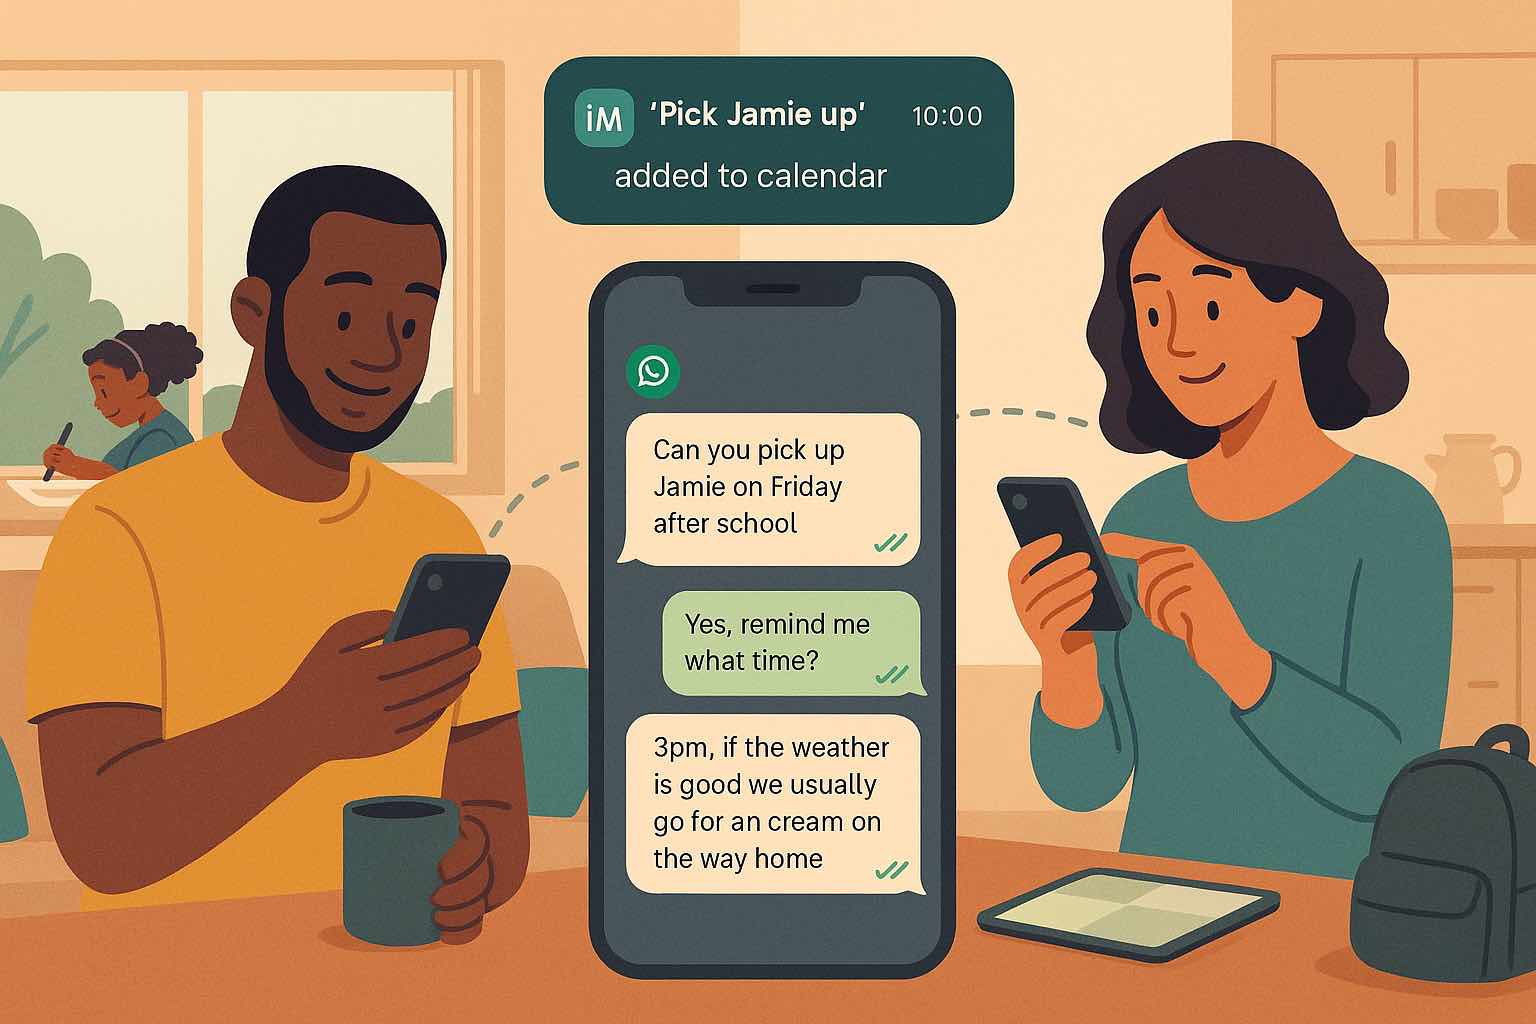 iM 'Pick Jamie up' 10:00
added to calendar
Can you pick up
Jamie on Friday
after school
Yes, remind me
what time?
3pm, if the weather
is good we usually
go for an cream on
the way home